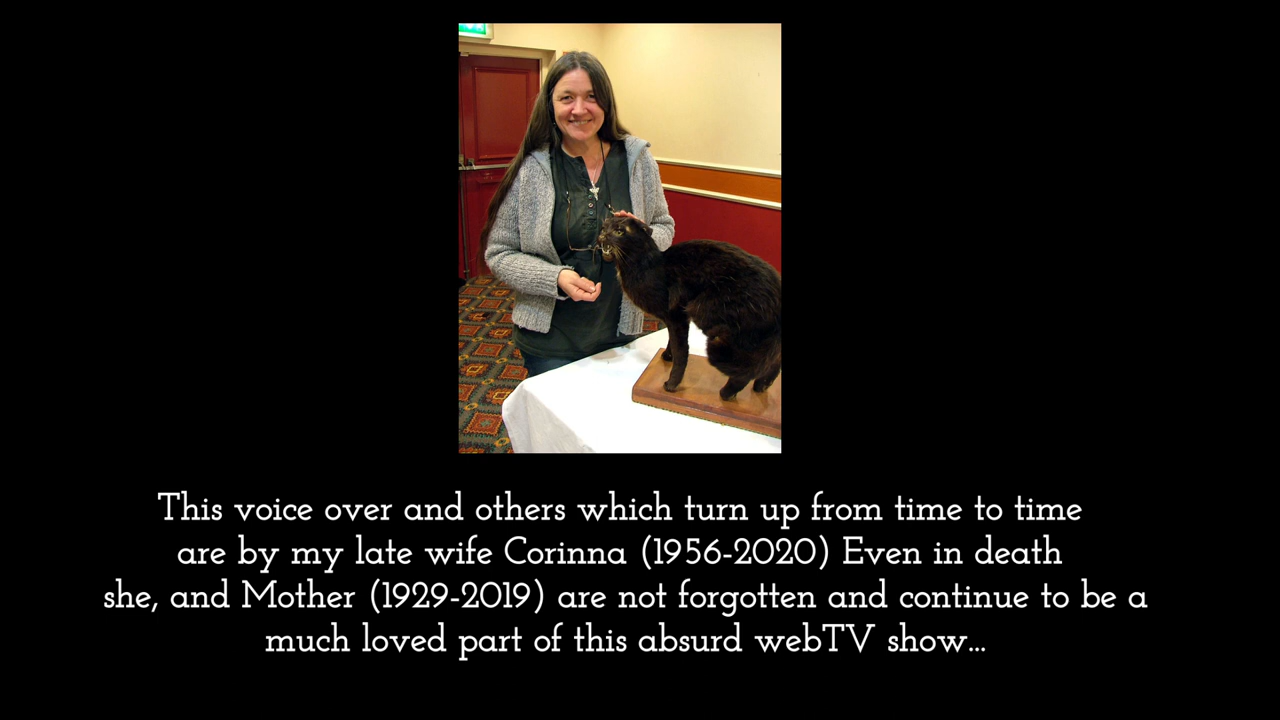 This voice over and others which turn up from time to time
are by my late wife Corinna (1956-2020) Even in death
she, and Mother (1929-2019) are not forgotten and continue to be a
much loved part of this absurd webTV show...